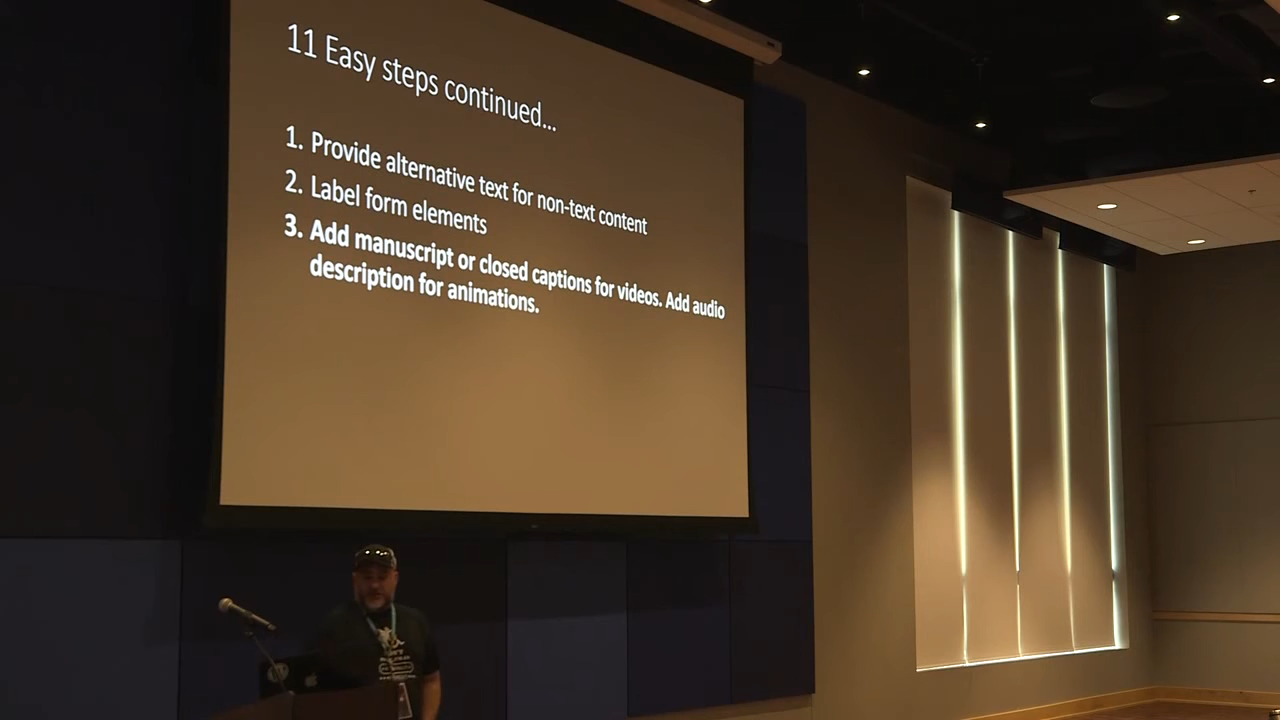 11 Easy steps continued...
1. Provide alternative text for non-text content
2. Label form elements
3. Add manuscript or closed captions for videos. Add audio
description for animations.